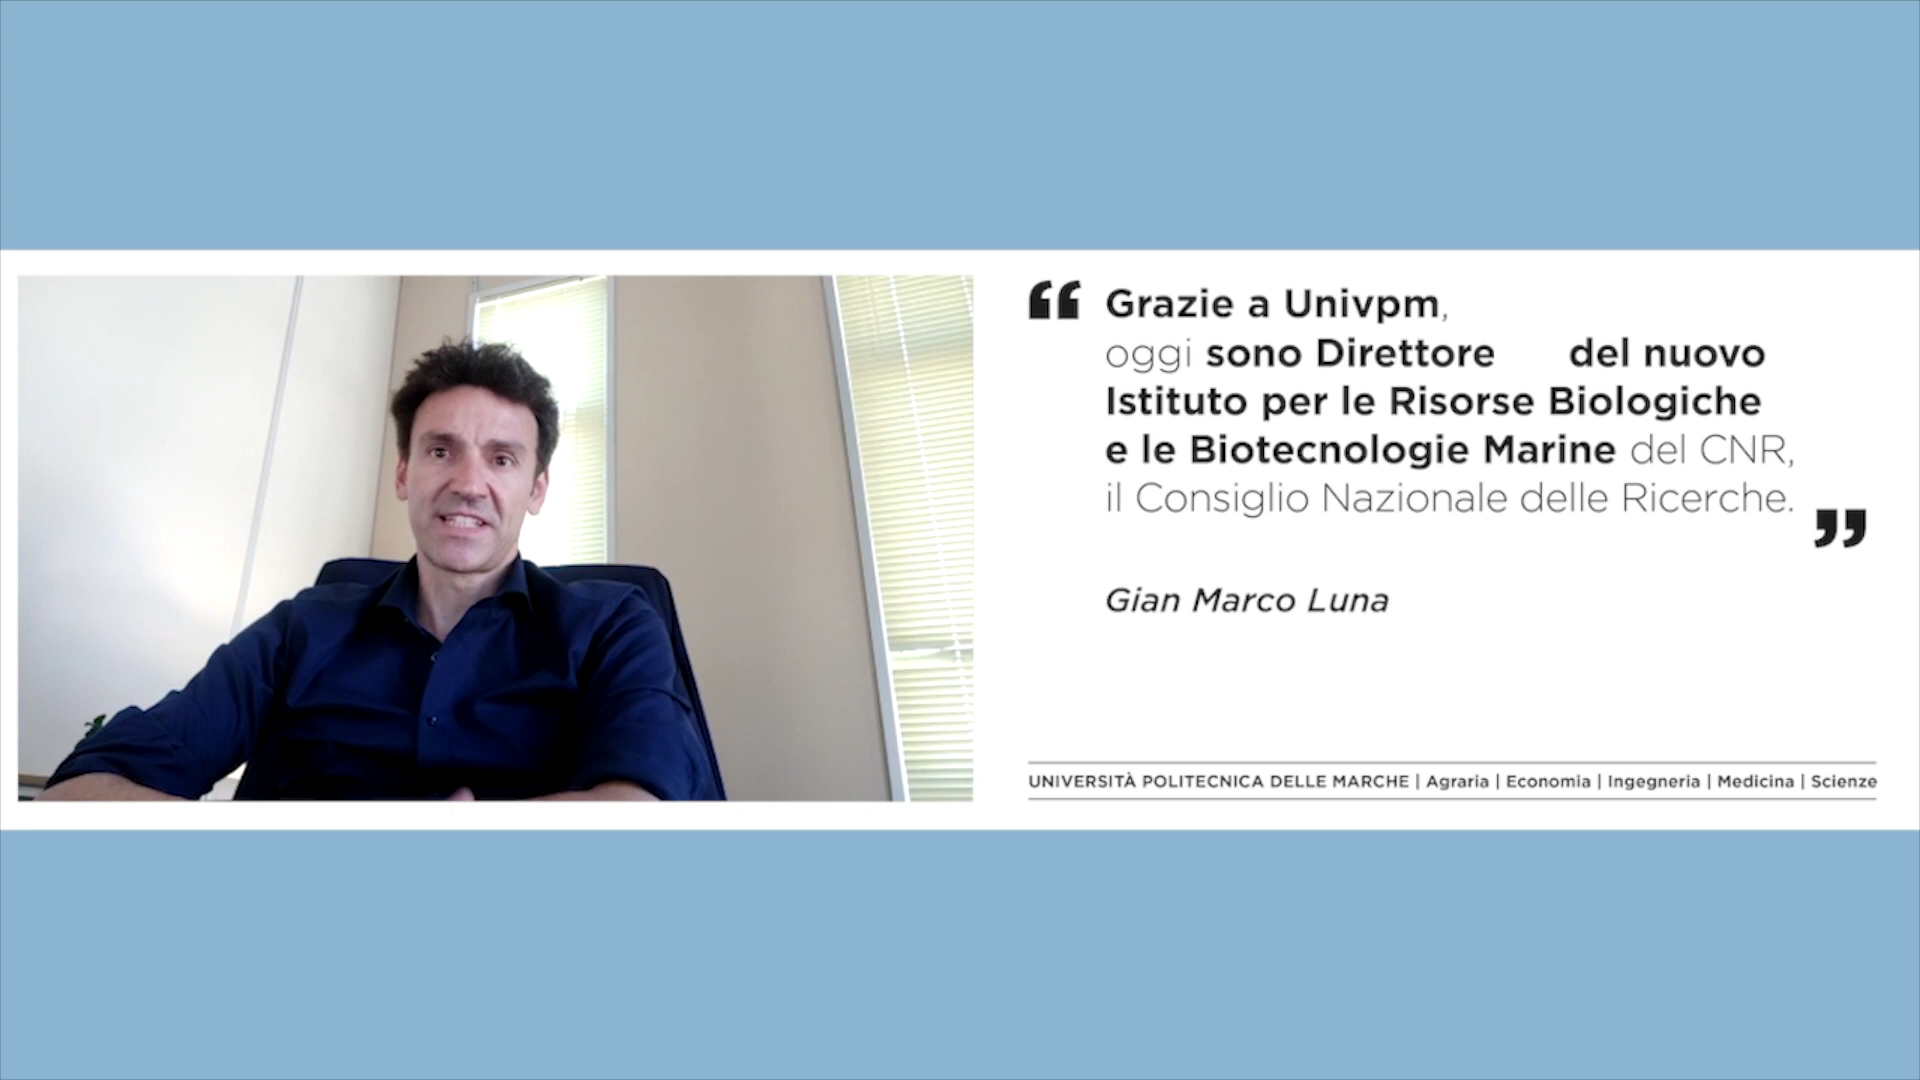 “ Grazie a Univpm,
oggi sono Direttore del nuovo
Istituto per le Risorse Biologiche
e le Biotecnologie Marine del CNR,
il Consiglio Nazionale delle Ricerche. ”
Gian Marco Luna
UNIVERSITÀ POLITECNICA DELLE MARCHE | Agraria | Economia | Ingegneria | Medicina | Scienze